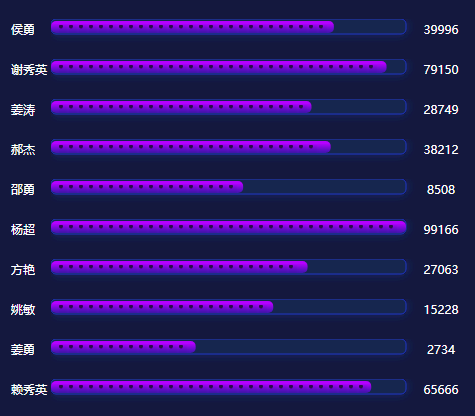 侯勇 39996
谢秀英 79150
姜涛 28749
郝杰 38212
邵勇 8508
杨超 99166
方艳 27063
姚敏 15228
姜勇 2734
赖秀英 65666